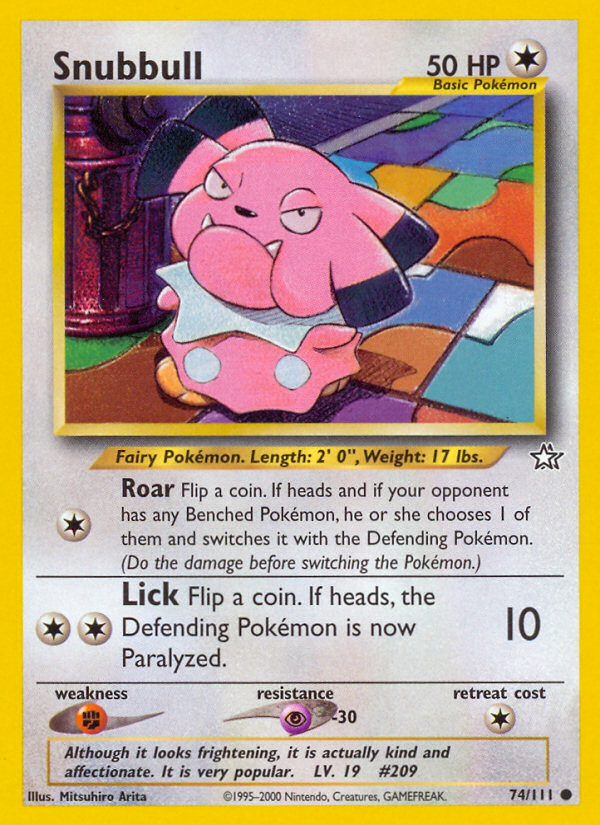 Snubbull
50 HP
Basic Pokémon
Fairy Pokémon. Length: 2' 0", Weight: 17 lbs.
Roar Flip a coin. If heads and if your opponent
has any Benched Pokémon, he or she chooses 1 of
them and switches it with the Defending Pokémon.
(Do the damage before switching the Pokémon.)
Lick Flip a coin. If heads, the
Defending Pokémon is now
Paralyzed.
10
weakness
resistance
retreat cost
-30
Although it looks frightening, it is actually kind and
affectionate. It is very popular. LV. 19 #209
Illus. Mitsuhiro Arita
©1995–2000 Nintendo, Creatures, GAMEFREAK.
74/111